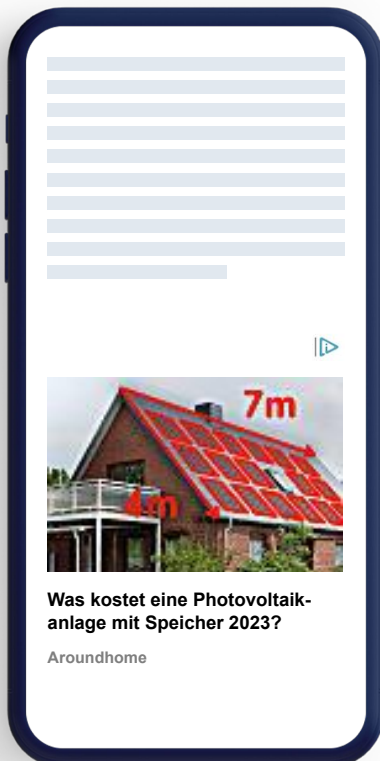 7m
4m
Was kostet eine Photovoltaik-
anlage mit Speicher 2023?
Aroundhome